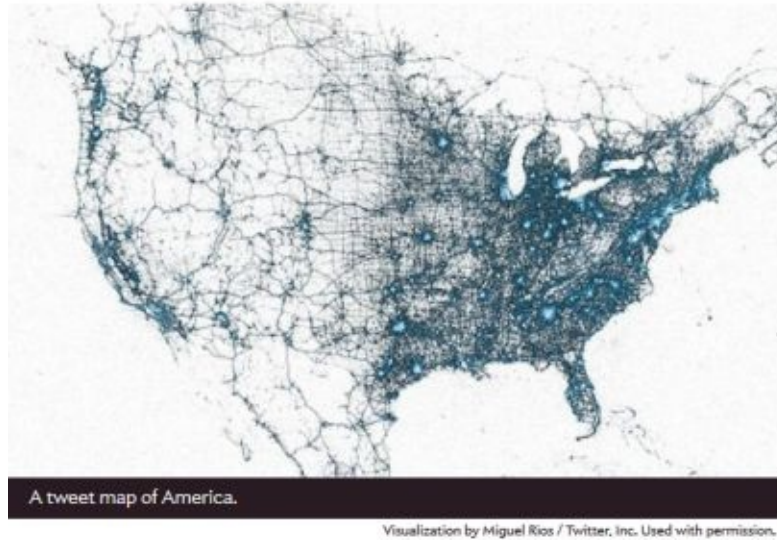 A tweet map of America.
Visualization by Miguel Rios / Twitter, Inc. Used with permission.